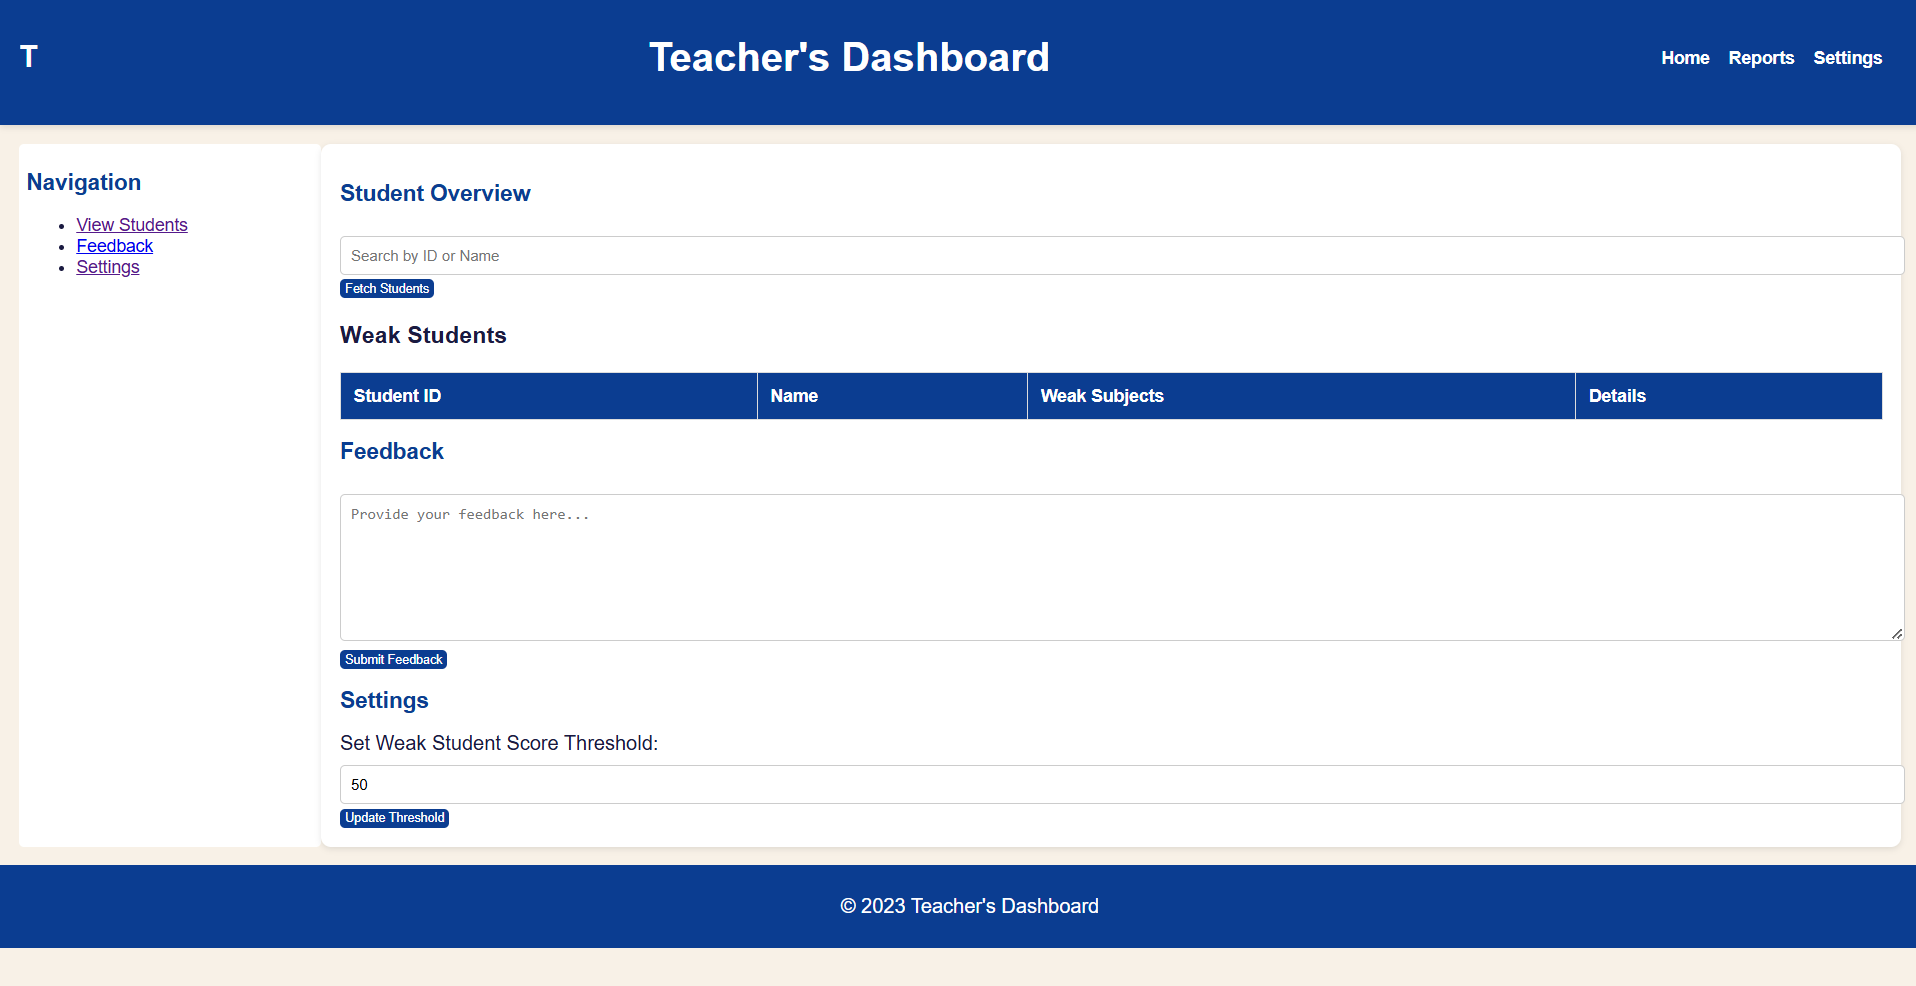 T
Teacher's Dashboard
Home Reports Settings
Navigation
View Students
Feedback
Settings
Student Overview
Search by ID or Name
Fetch Students
Weak Students
Student ID Name Weak Subjects Details
Feedback
Provide your feedback here...
Submit Feedback
Settings
Set Weak Student Score Threshold:
50
Update Threshold
© 2023 Teacher's Dashboard